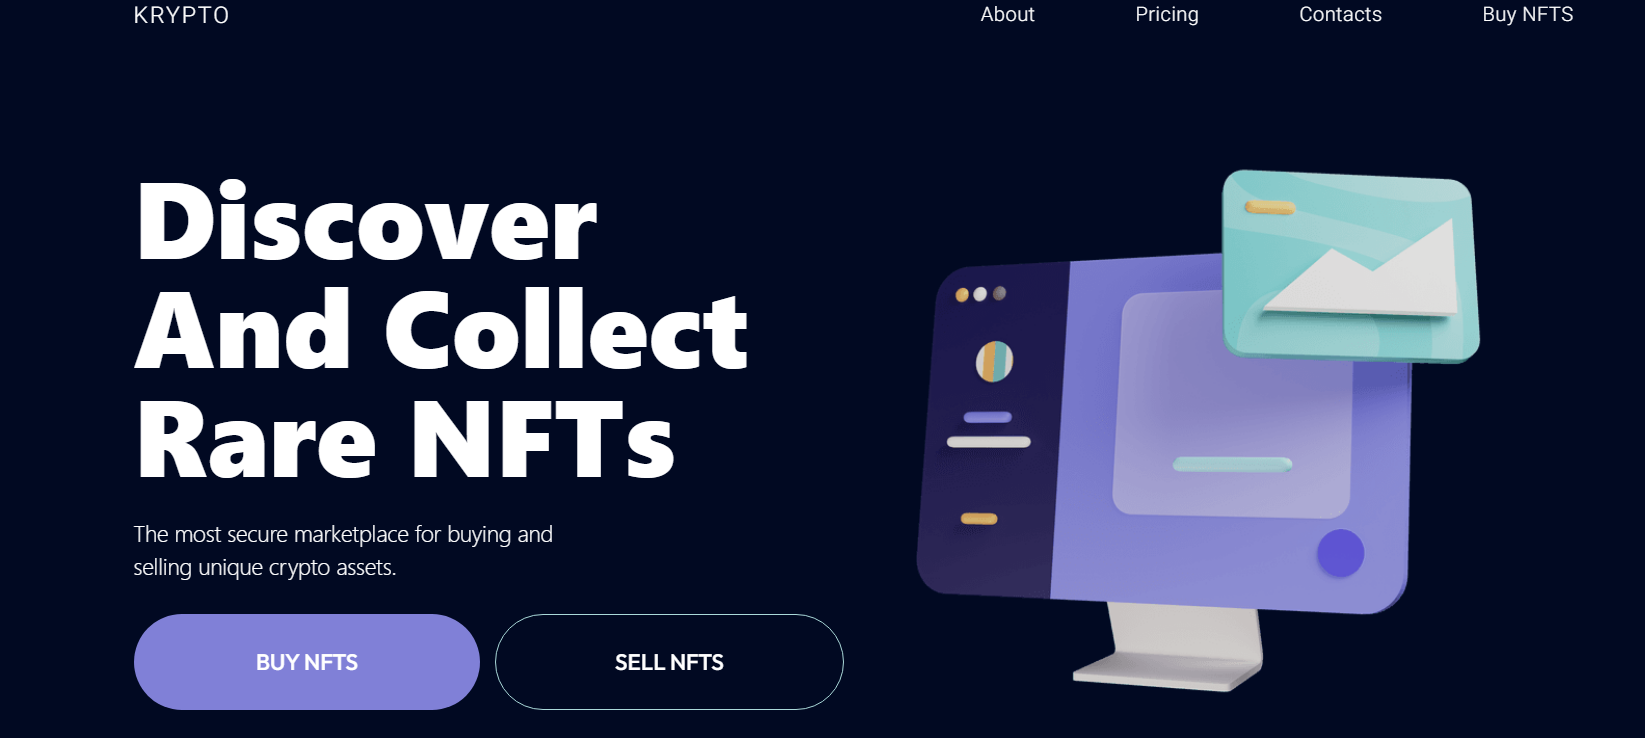 KRYPTO
About
Pricing
Contacts
Buy NFTS
Discover
And Collect
Rare NFTs
The most secure marketplace for buying and
selling unique crypto assets.
BUY NFTS
SELL NFTS